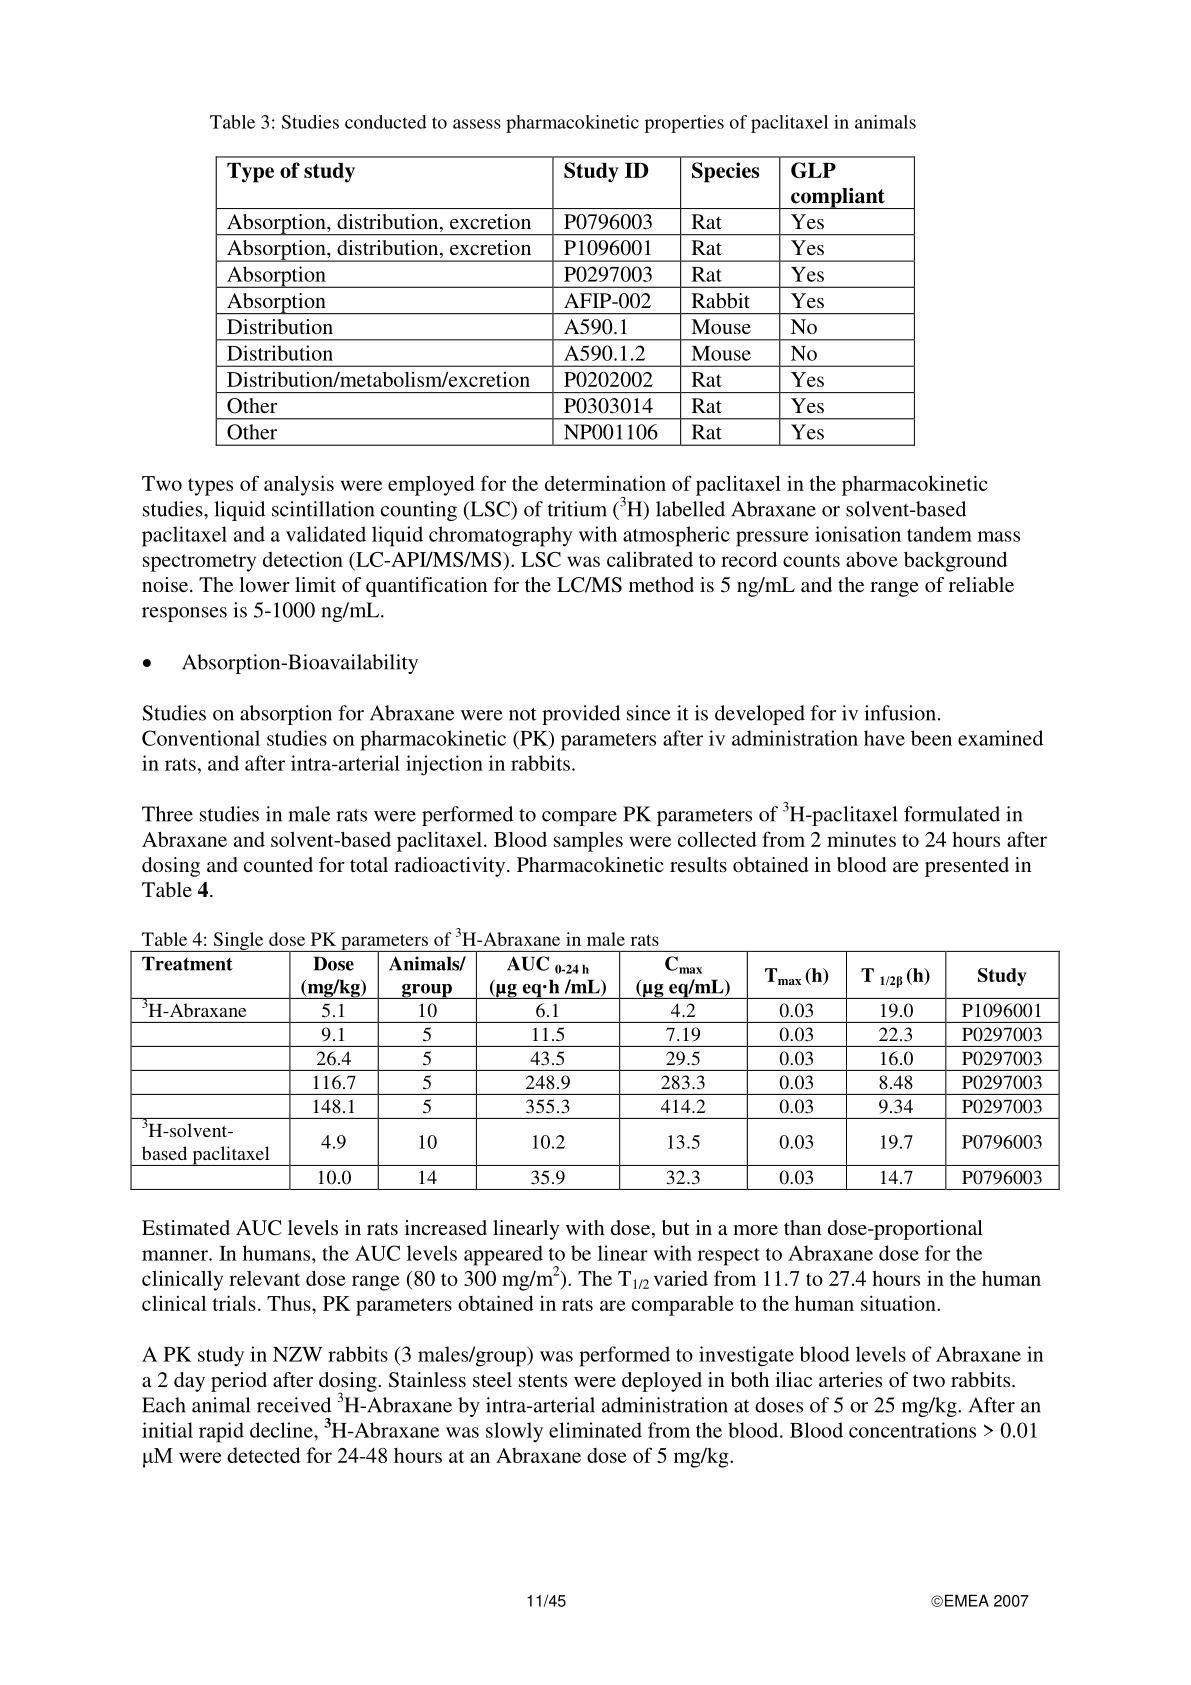 Table 3: Studies conducted to assess pharmacokinetic properties of paclitaxel in animals
Type of study Study ID Species GLP compliant
Absorption, distribution, excretion P0796003 Rat Yes
Absorption, distribution, excretion P1096001 Rat Yes
Absorption P0297003 Rat Yes
Absorption AFIP-002 Rabbit Yes
Distribution A590.1 Mouse No
Distribution A590.1.2 Mouse No
Distribution/metabolism/excretion P0202002 Rat Yes
Other P0303014 Rat Yes
Other NP001106 Rat Yes
Two types of analysis were employed for the determination of paclitaxel in the pharmacokinetic
studies, liquid scintillation counting (LSC) of tritium (³H) labelled Abraxane or solvent-based
paclitaxel and a validated liquid chromatography with atmospheric pressure ionisation tandem mass
spectrometry detection (LC-API/MS/MS). LSC was calibrated to record counts above background
noise. The lower limit of quantification for the LC/MS method is 5 ng/mL and the range of reliable
responses is 5-1000 ng/mL.
• Absorption-Bioavailability
Studies on absorption for Abraxane were not provided since it is developed for iv infusion.
Conventional studies on pharmacokinetic (PK) parameters after iv administration have been examined
in rats, and after intra-arterial injection in rabbits.
Three studies in male rats were performed to compare PK parameters of ³H-paclitaxel formulated in
Abraxane and solvent-based paclitaxel. Blood samples were collected from 2 minutes to 24 hours after
dosing and counted for total radioactivity. Pharmacokinetic results obtained in blood are presented in
Table 4.
Table 4: Single dose PK parameters of ³H-Abraxane in male rats
Treatment Dose (mg/kg) Animals/ group AUC 0-24 h (µg eq·h /mL) Cmax (µg eq/mL) Tmax (h) T 1/2β (h) Study
³H-Abraxane 5.1 10 6.1 4.2 0.03 19.0 P1096001
9.1 5 11.5 7.19 0.03 22.3 P0297003
26.4 5 43.5 29.5 0.03 16.0 P0297003
116.7 5 248.9 283.3 0.03 8.48 P0297003
148.1 5 355.3 414.2 0.03 9.34 P0297003
³H-solvent-based paclitaxel 4.9 10 10.2 13.5 0.03 19.7 P0796003
10.0 14 35.9 32.3 0.03 14.7 P0796003
Estimated AUC levels in rats increased linearly with dose, but in a more than dose-proportional
manner. In humans, the AUC levels appeared to be linear with respect to Abraxane dose for the
clinically relevant dose range (80 to 300 mg/m²). The T1/2 varied from 11.7 to 27.4 hours in the human
clinical trials. Thus, PK parameters obtained in rats are comparable to the human situation.
A PK study in NZW rabbits (3 males/group) was performed to investigate blood levels of Abraxane in
a 2 day period after dosing. Stainless steel stents were deployed in both iliac arteries of two rabbits.
Each animal received ³H-Abraxane by intra-arterial administration at doses of 5 or 25 mg/kg. After an
initial rapid decline, ³H-Abraxane was slowly eliminated from the blood. Blood concentrations > 0.01
µM were detected for 24-48 hours at an Abraxane dose of 5 mg/kg.
11/45 ©EMEA 2007